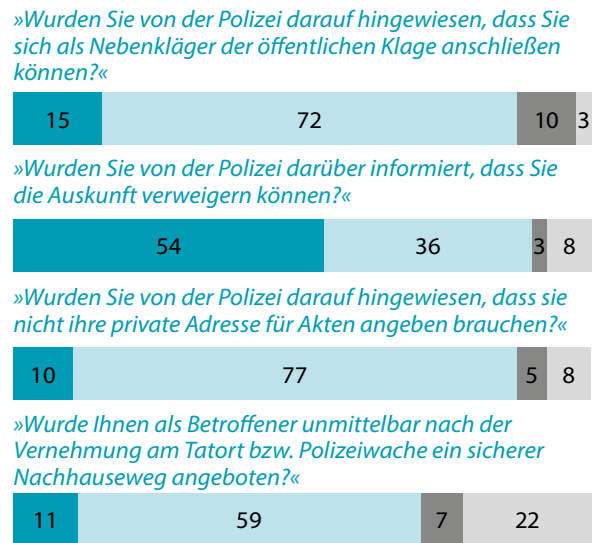 »Wurden Sie von der Polizei darauf hingewiesen, dass Sie
sich als Nebenkläger der öffentlichen Klage anschließen
können?«
15 72 10 3
»Wurden Sie von der Polizei darüber informiert, dass Sie
die Auskunft verweigern können?«
54 36 3 8
»Wurden Sie von der Polizei darauf hingewiesen, dass sie
nicht ihre private Adresse für Akten angeben brauchen?«
10 77 5 8
»Wurde Ihnen als Betroffener unmittelbar nach der
Vernehmung am Tatort bzw. Polizeiwache ein sicherer
Nachhauseweg angeboten?«
11 59 7 22